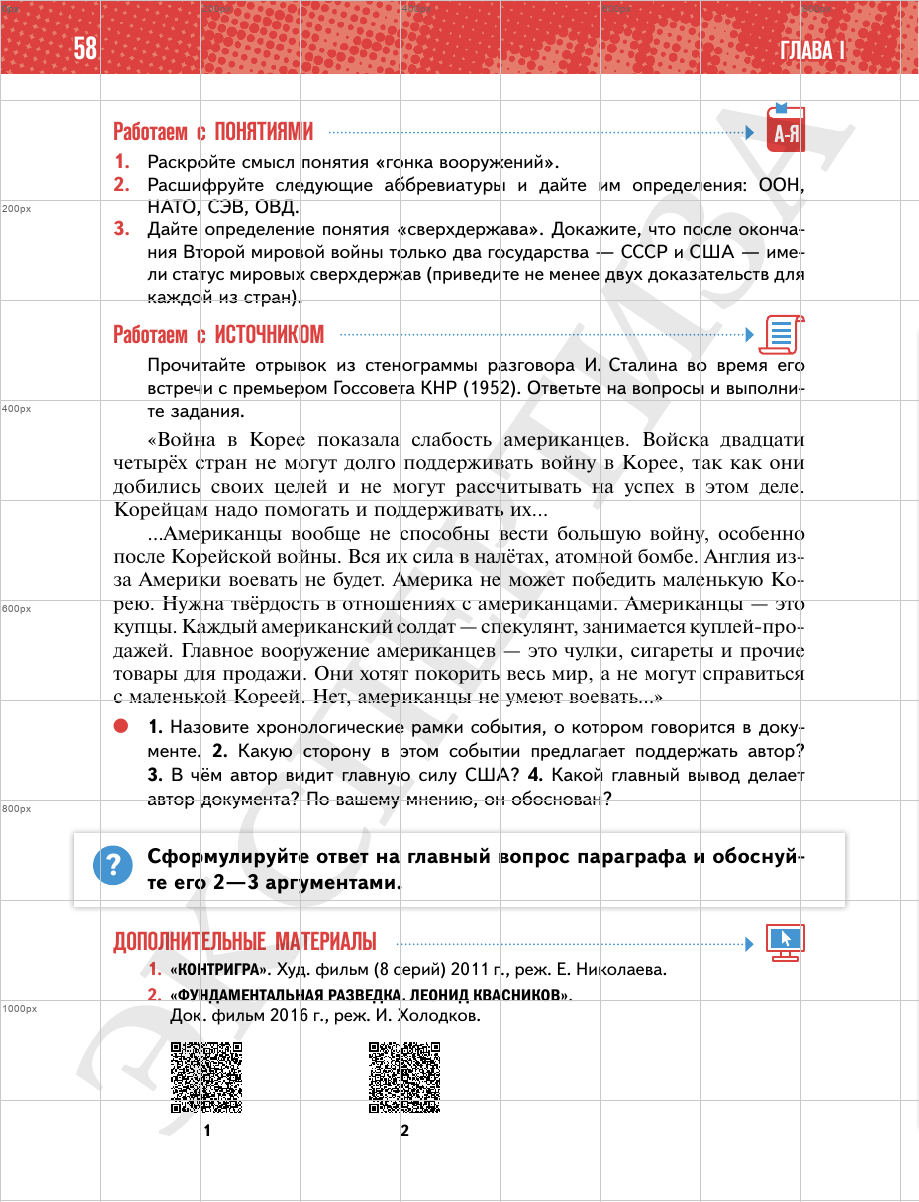 58
ГЛАВА I
Работаем с ПОНЯТИЯМИ
А-Я
1. Раскройте смысл понятия «гонка вооружений».
2. Расшифруйте следующие аббревиатуры и дайте им определения: ООН,
НАТО, СЭВ, ОВД.
3. Дайте определение понятия «сверхдержава». Докажите, что после оконча-
ния Второй мировой войны только два государства — СССР и США — име-
ли статус мировых сверхдержав (приведите не менее двух доказательств для
каждой из стран).
Работаем с ИСТОЧНИКОМ
Прочитайте отрывок из стенограммы разговора И. Сталина во время его
встречи с премьером Госсовета КНР (1952). Ответьте на вопросы и выполни-
те задания.
«Война в Корее показала слабость американцев. Войска двадцати
четырёх стран не могут долго поддерживать войну в Корее, так как они
добились своих целей и не могут рассчитывать на успех в этом деле.
Корейцам надо помогать и поддерживать их...
...Американцы вообще не способны вести большую войну, особенно
после Корейской войны. Вся их сила в налётах, атомной бомбе. Англия из-
за Америки воевать не будет. Америка не может победить маленькую Ко-
рею. Нужна твёрдость в отношениях с американцами. Американцы — это
купцы. Каждый американский солдат — спекулянт, занимается куплей-про-
дажей. Главное вооружение американцев — это чулки, сигареты и прочие
товары для продажи. Они хотят покорить весь мир, а не могут справиться
с маленькой Кореей. Нет, американцы не умеют воевать...»
1. Назовите хронологические рамки события, о котором говорится в доку-
менте. 2. Какую сторону в этом событии предлагает поддержать автор?
3. В чём автор видит главную силу США? 4. Какой главный вывод делает
автор документа? По вашему мнению, он обоснован?
?
Сформулируйте ответ на главный вопрос параграфа и обоснуй-
те его 2—3 аргументами.
ДОПОЛНИТЕЛЬНЫЕ МАТЕРИАЛЫ
1. «КОНТРИГРА». Худ. фильм (8 серий) 2011 г., реж. Е. Николаева.
2. «ФУНДАМЕНТАЛЬНАЯ РАЗВЕДКА. ЛЕОНИД КВАСНИКОВ».
Док. фильм 2016 г., реж. И. Холодков.
1
2
ЭКСПЕРТИЗА
200px
400px
600px
800px
1000px